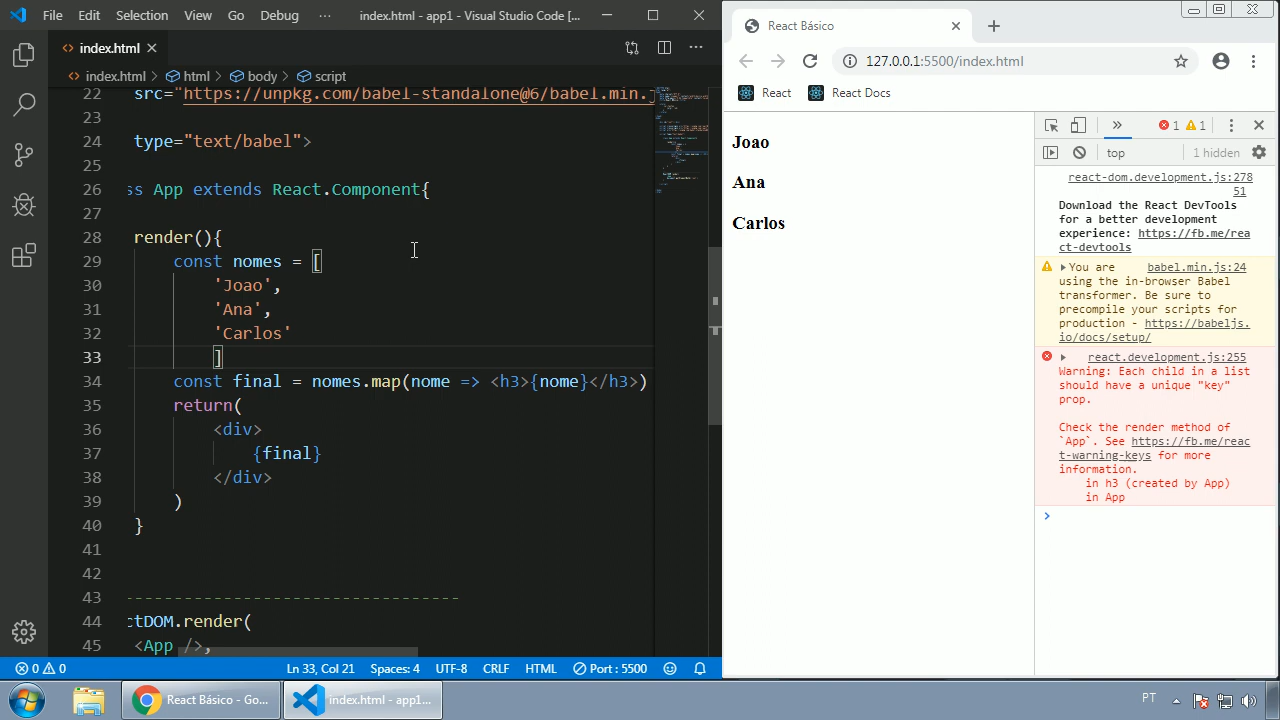 File Edit Selection View Go Debug ··· index.html - app1 - Visual Studio Code [...
index.html
index.html > html > body > script
22 src="https://unpkg.com/babel-standalone@6/babel.min.j
23
24 type="text/babel">
25
26 ss App extends React.Component{
27
28 render(){
29 const nomes = [
30 'Joao',
31 'Ana',
32 'Carlos'
33 ]
34 const final = nomes.map(nome => <h3>{nome}</h3>)
35 return(
36 <div>
37 {final}
38 </div>
39 )
40 }
41
42
43 ---------------------------------
44 ctDOM.render(
45 <App />,
0 0 Ln 33, Col 21 Spaces: 4 UTF-8 CRLF HTML Port : 5500
React Básico
127.0.0.1:5500/index.html
React React Docs
Joao
Ana
Carlos
» 1 1
top 1 hidden
react-dom.development.js:278
51
Download the React DevTools
for a better development
experience: https://fb.me/rea
ct-devtools
You are babel.min.js:24
using the in-browser Babel
transformer. Be sure to
precompile your scripts for
production - https://babeljs.
io/docs/setup/
react.development.js:255
Warning: Each child in a list
should have a unique "key"
prop.
Check the render method of
`App`. See https://fb.me/reac
t-warning-keys for more
information.
in h3 (created by App)
in App
>
React Básico - Go... index.html - app1... PT